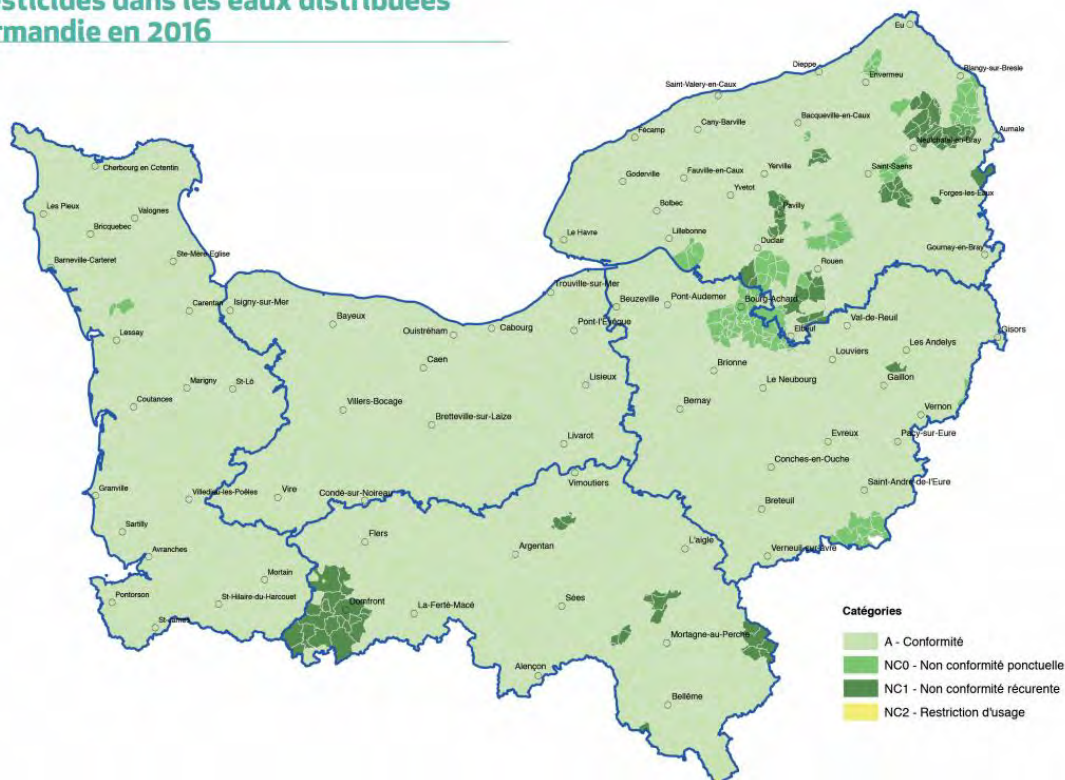 esticides dans les eaux distribuées
rmandie en 2016
Eu
Dieppe
Envermeu
Blangy-sur-Bresle
Saint-Valery-en-Caux
Bacqueville-en-Caux
Cany-Barville
Fécamp
Aumale
Neufchâtel-en-Bray
Cherbourg en Cotentin
Goderville
Fauville-en-Caux
Yerville
Saint-Saens
Yvetot
Forges-les-Eaux
Les Pieux
Valognes
Bolbec
Pavilly
Bricquebec
Le Havre
Lillebonne
Duclair
Gournay-en-Bray
Barneville-Carteret
Ste-Mère-Eglise
Rouen
Trouville-sur-Mer
Carentan
Isigny-sur-Mer
Beuzeville
Pont-Audemer
Bourg-Achard
Bayeux
Ouistréham
Cabourg
Pont-l'Evêque
Elbeuf
Val-de-Reuil
Lessay
Gisors
Caen
Brionne
Louviers
Les Andelys
Marigny
St-Lô
Lisieux
Le Neubourg
Gaillon
Coutances
Villers-Bocage
Bernay
Bretteville-sur-Laize
Vernon
Livarot
Evreux
Pacy-sur-Eure
Conches-en-Ouche
Granville
Villedieu-les-Poêles
Vire
Condé-sur-Noireau
Vimoutiers
Saint-André-de-l'Eure
Breteuil
Sartilly
Flers
Argentan
L'aigle
Avranches
Verneuil-sur-Avre
Mortain
Pontorson
St-Hilaire-du-Harcouet
Domfront
La-Ferté-Macé
Sées
St-James
Mortagne-au-Perche
Alençon
Bellême
Catégories
A - Conformité
NC0 - Non conformité ponctuelle
NC1 - Non conformité récurente
NC2 - Restriction d'usage